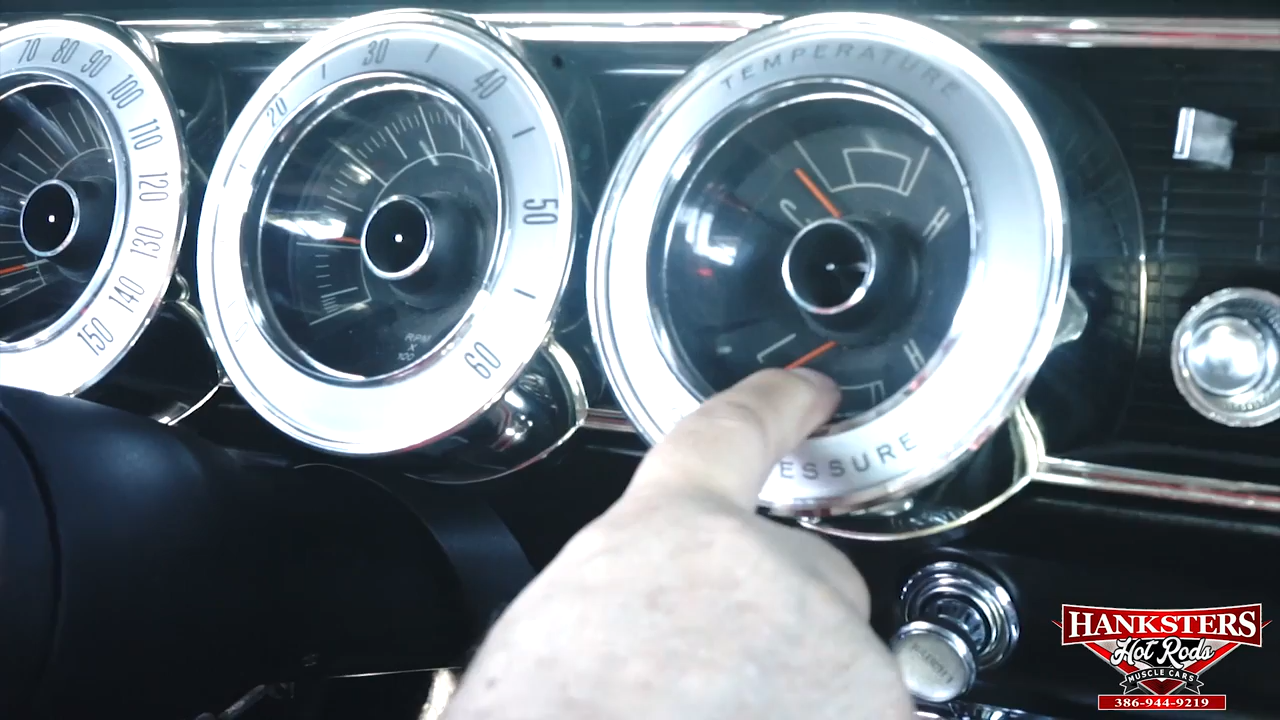 70 80 90 100 110 120 130 140 150
20 30 40 50 60
RPM
X
100
TEMPERATURE
C H
L H
ESSURE
HANKSTERS
Hot Rods
MUSCLE CARS
386-944-9219